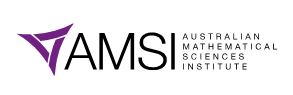 AMSI
AUSTRALIAN
MATHEMATICAL
SCIENCES
INSTITUTE